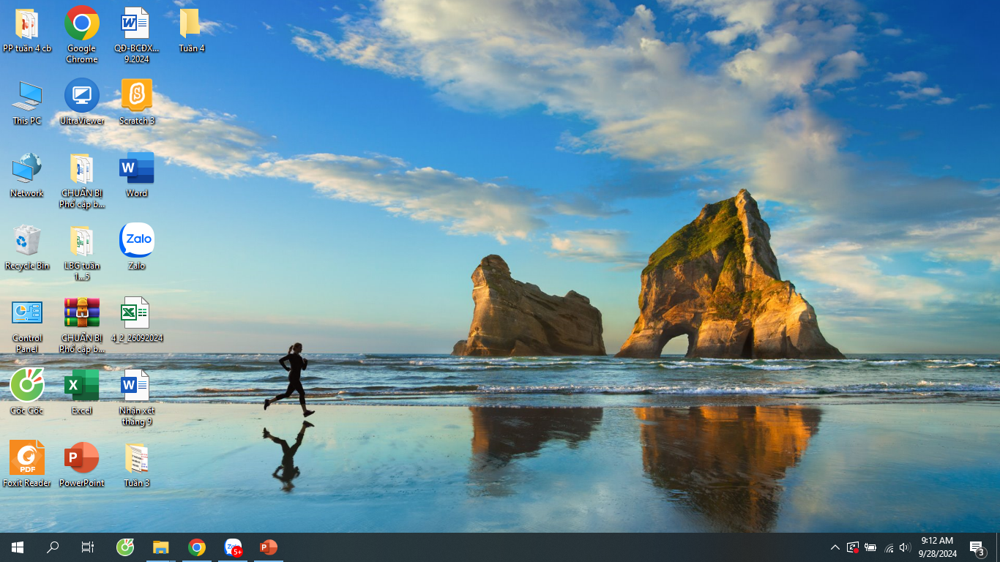 PP tuần 4 cb
Google
Chrome
QĐ-BCĐX...
9.2024
Tuần 4
This PC
UltraViewer
Scratch 3
Network
CHUẨN BỊ
Phổ cập b...
Word
Recycle Bin
LBG tuần
1...5
Zalo
Zalo
Control
Panel
CHUẨN BỊ
Phổ cập b...
4_2_26092024
Cốc Cốc
Excel
Nhận xét
tháng 9
PDF
Foxit Reader
PowerPoint
Tuần 3
5+
9:12 AM
9/28/2024
3